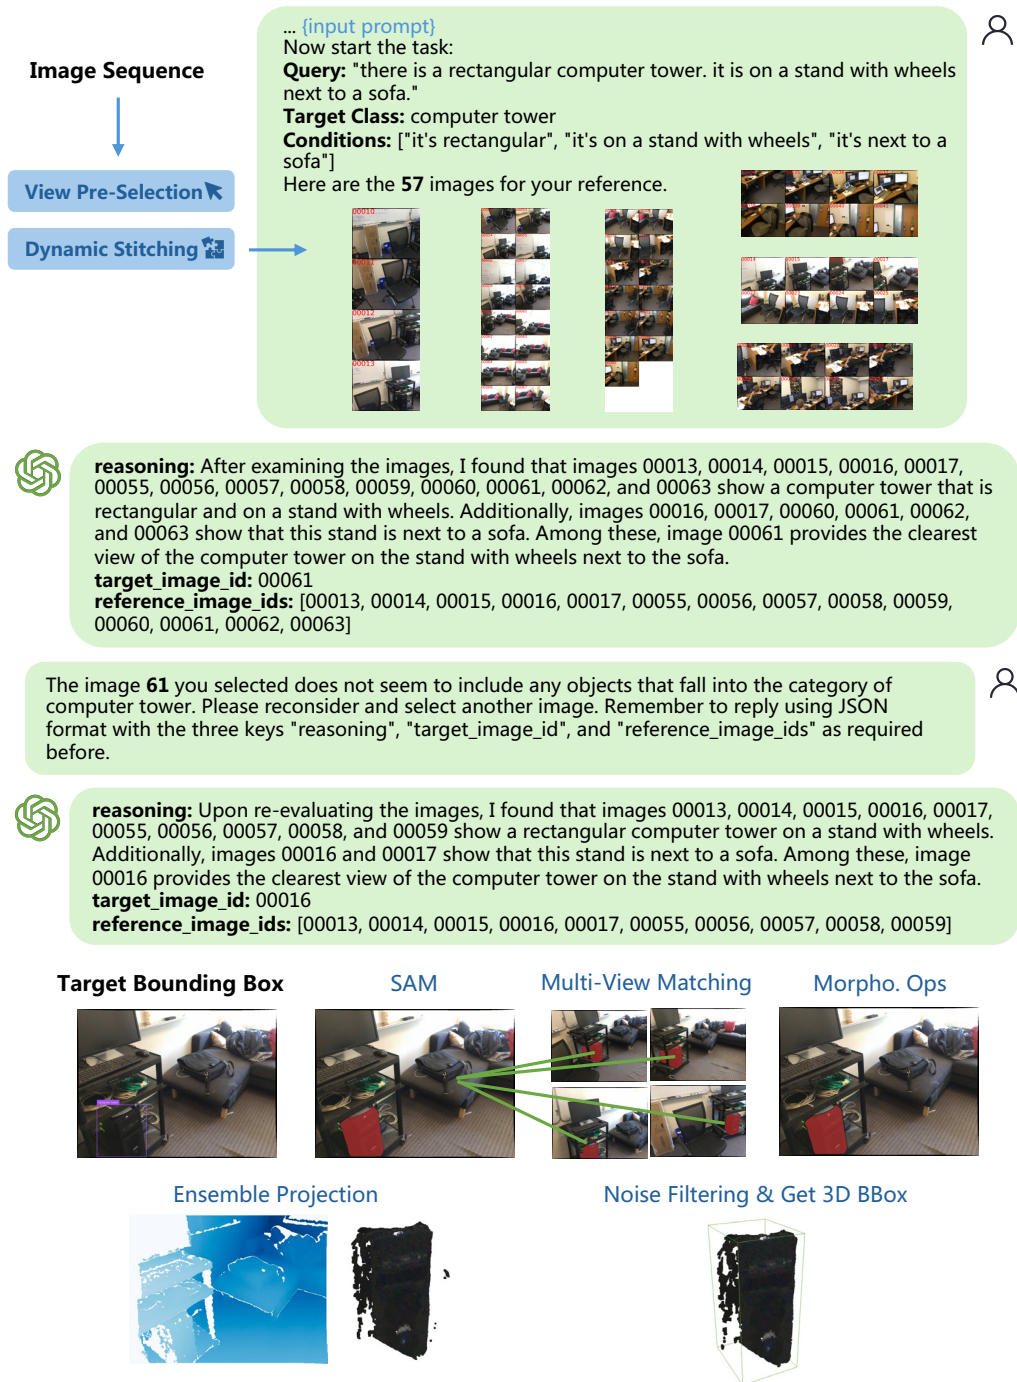 ... {input prompt}
Now start the task:
Image Sequence
Query: "there is a rectangular computer tower. it is on a stand with wheels
next to a sofa."
Target Class: computer tower
Conditions: ["it's rectangular", "it's on a stand with wheels", "it's next to a
sofa"]
Here are the 57 images for your reference.
View Pre-Selection
Dynamic Stitching
00010
00011
00012
00013
00014
00015
00017
00024
reasoning: After examining the images, I found that images 00013, 00014, 00015, 00016, 00017,
00055, 00056, 00057, 00058, 00059, 00060, 00061, 00062, and 00063 show a computer tower that is
rectangular and on a stand with wheels. Additionally, images 00016, 00017, 00060, 00061, 00062,
and 00063 show that this stand is next to a sofa. Among these, image 00061 provides the clearest
view of the computer tower on the stand with wheels next to the sofa.
target_image_id: 00061
reference_image_ids: [00013, 00014, 00015, 00016, 00017, 00055, 00056, 00057, 00058, 00059,
00060, 00061, 00062, 00063]
The image 61 you selected does not seem to include any objects that fall into the category of
computer tower. Please reconsider and select another image. Remember to reply using JSON
format with the three keys "reasoning", "target_image_id", and "reference_image_ids" as required
before.
reasoning: Upon re-evaluating the images, I found that images 00013, 00014, 00015, 00016, 00017,
00055, 00056, 00057, 00058, and 00059 show a rectangular computer tower on a stand with wheels.
Additionally, images 00016 and 00017 show that this stand is next to a sofa. Among these, image
00016 provides the clearest view of the computer tower on the stand with wheels next to the sofa.
target_image_id: 00016
reference_image_ids: [00013, 00014, 00015, 00016, 00017, 00055, 00056, 00057, 00058, 00059]
Target Bounding Box
SAM
Multi-View Matching
Morpho. Ops
Ensemble Projection
Noise Filtering & Get 3D BBox